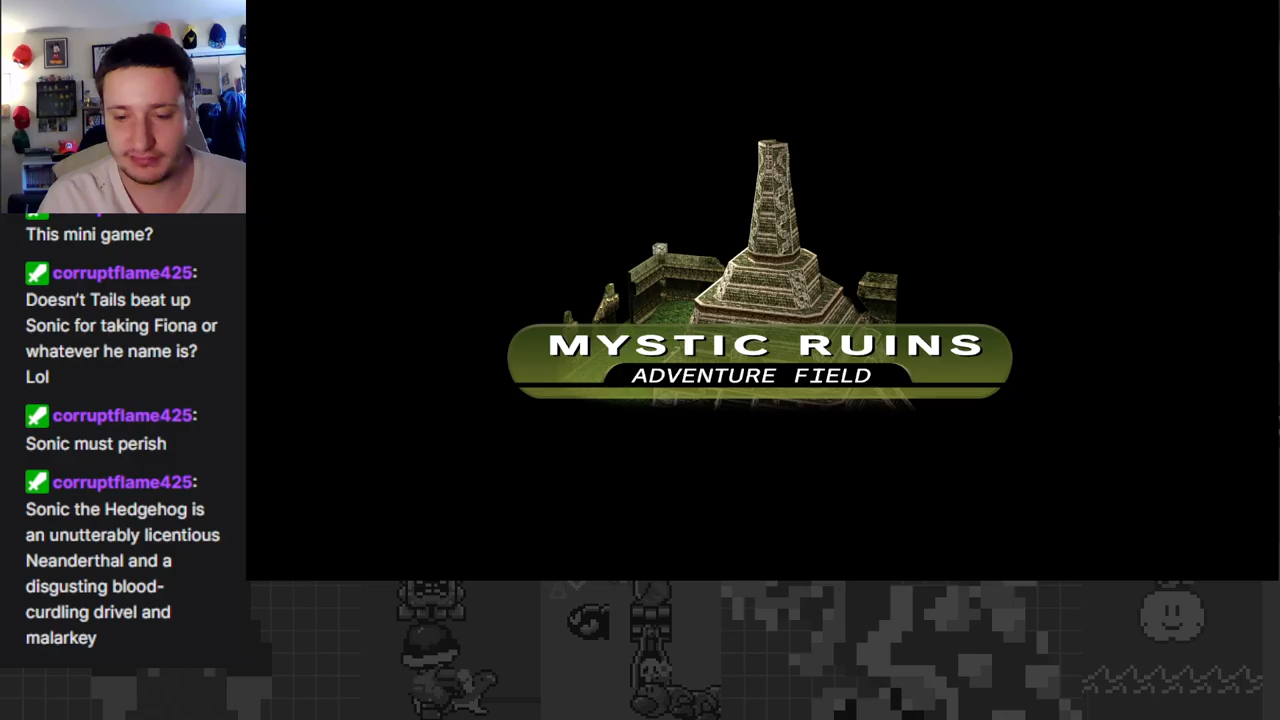 This mini game?
corruptflame425:
Doesn't Tails beat up
Sonic for taking Fiona or
whatever he name is?
Lol
corruptflame425:
Sonic must perish
corruptflame425:
Sonic the Hedgehog is
an unutterably licentious
Neanderthal and a
disgusting blood-
curdling drivel and
malarkey
MYSTIC RUINS
ADVENTURE FIELD